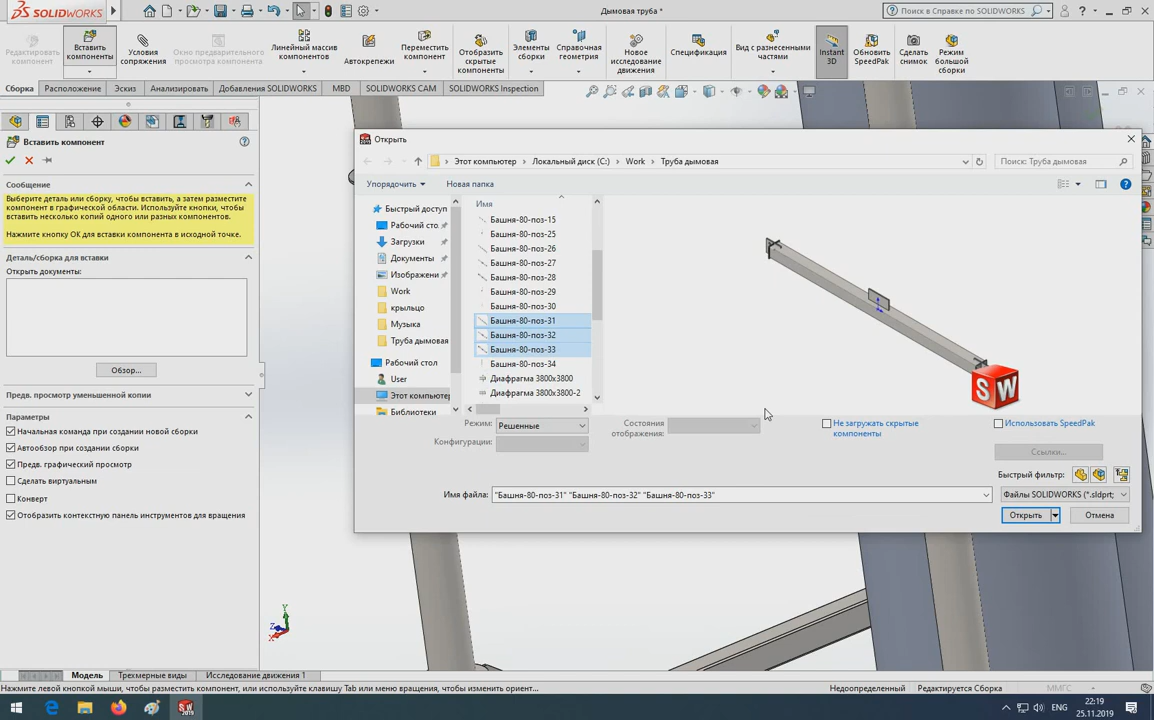 SOLIDWORKS
Дымовая труба *
Поиск в Справке по SOLIDWORKS
Редактировать компонент
Вставить компоненты
Условия сопряжения
Окно предварительного просмотра компонента
Линейный массив компонентов
Автокрепежи
Переместить компонент
Отобразить скрытые компоненты
Элементы сборки
Справочная геометрия
Новое исследование движения
Спецификация
Вид с разнесенными частями
Instant 3D
Обновить SpeedPak
Сделать снимок
Режим большой сборки
Сборка
Расположение
Эскиз
Анализировать
Добавления SOLIDWORKS
MBD
SOLIDWORKS CAM
SOLIDWORKS Inspection
Вставить компонент
Сообщение
Выберите деталь или сборку, чтобы
вставить, а затем разместите
компонент в графической области. Используйте кнопки, чтобы
вставить несколько копий одного или разных компонентов.
Нажмите кнопку OK для вставки компонента в исходной точке.
Деталь/сборка для вставки
Открыть документы:
Обзор...
Предв. просмотр уменьшенной копии
Параметры
Начальная команда при создании новой сборки
Автообзор при создании сборки
Предв. графический просмотр
Сделать виртуальным
Конверт
Отобразить контекстную панель инструментов для вращения
Открыть
Этот компьютер
Локальный диск (C:)
Work
Труба дымовая
Поиск: Труба дымовая
Упорядочить
Новая папка
Быстрый доступ
Рабочий сто.
Загрузки
Документы
Изображени
Work
крыльцо
Музыка
Труба дымовая
Рабочий стол
User
Этот компьютер
Библиотеки
Имя
Башня-80-поз-15
Башня-80-поз-25
Башня-80-поз-26
Башня-80-поз-27
Башня-80-поз-28
Башня-80-поз-29
Башня-80-поз-30
Башня-80-поз-31
Башня-80-поз-32
Башня-80-поз-33
Башня-80-поз-34
Диафрагма 3800x3800
Диафрагма 3800x3800-2
SW
Режим:
Решенные
Состояния отображения:
Конфигурации:
Не загружать скрытые компоненты
Использовать SpeedPak
Ссылки...
Быстрый фильтр:
Имя файла:
"Башня-80-поз-31" "Башня-80-поз-32" "Башня-80-поз-33"
Файлы SOLIDWORKS (*.sldprt;
Открыть
Отмена
Y
Z
X
Модель
Трехмерные виды
Исследование движения 1
Нажмите левой кнопкой мыши, чтобы разместить компонент, или используйте клавишу Tab или меню вращения, чтобы изменить ориент...
Недоопределенный
Редактируется Сборка
ММГС
SW
2019
ENG
22:19
25.11.2019